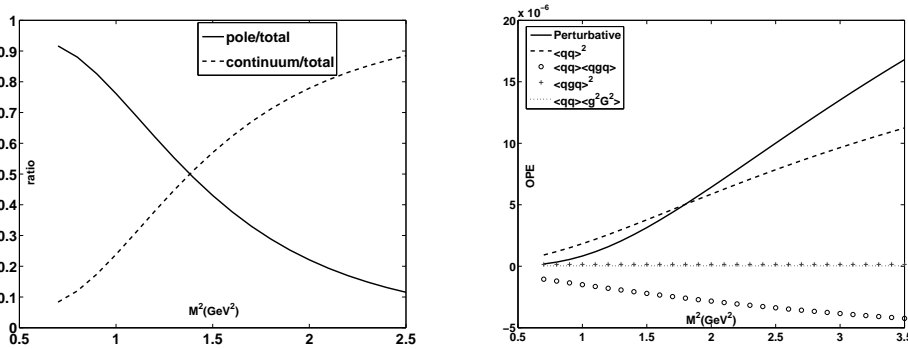 1
0.9
0.8
0.7
0.6
0.5
0.4
0.3
0.2
0.1
0
ratio
pole/total
continuum/total
M²(GeV²)
0.5
1
1.5
2
2.5
x 10⁻⁶
20
15
10
5
0
−5
OPE
Perturbative
<qq>²
<qq><qgq>
<qgq>²
<qq><g²G²>
M²(GeV²)
0.5
1
1.5
2
2.5
3
3.5